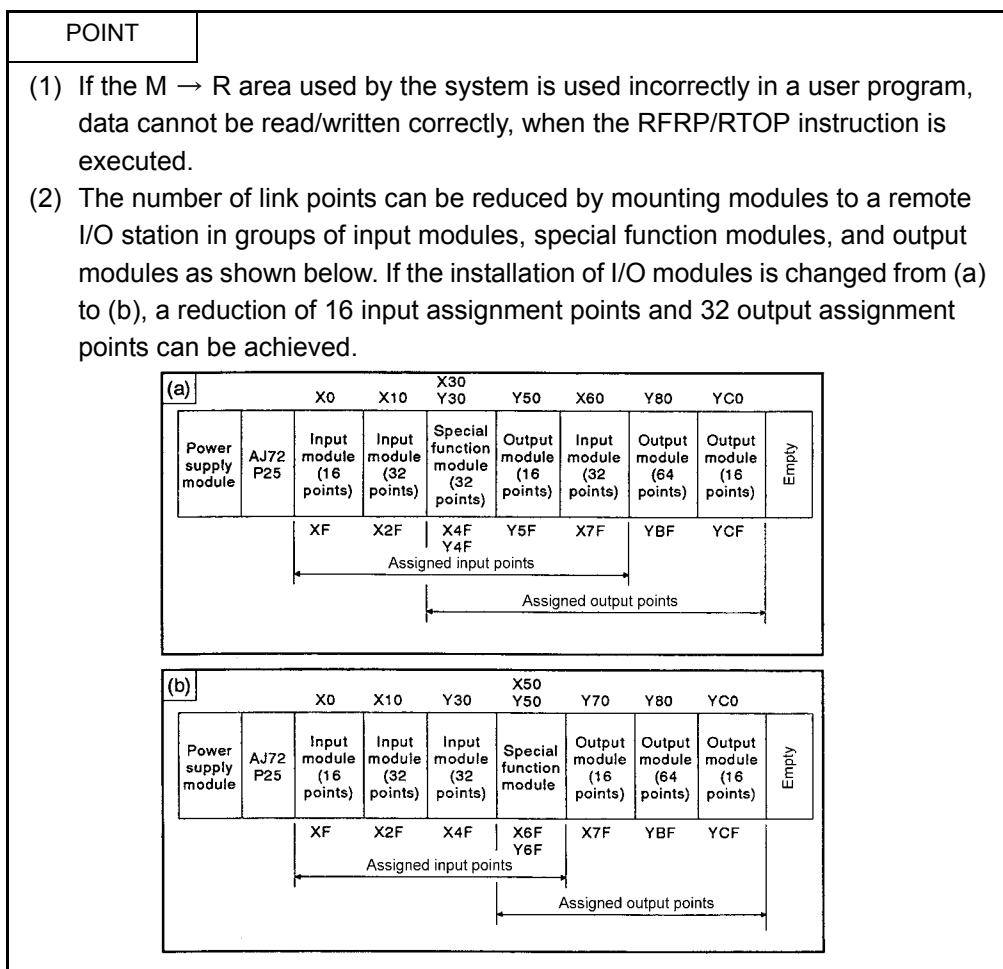 POINT
(1) If the M → R area used by the system is used incorrectly in a user program,
data cannot be read/written correctly, when the RFRP/RTOP instruction is
executed.
(2) The number of link points can be reduced by mounting modules to a remote
I/O station in groups of input modules, special function modules, and output
modules as shown below. If the installation of I/O modules is changed from (a)
to (b), a reduction of 16 input assignment points and 32 output assignment
points can be achieved.
(a)
X30
X0 X10 Y30 Y50 X60 Y80 YC0
Power supply module
AJ72 P25
Input module (16 points)
Input module (32 points)
Special function module (32 points)
Output module (16 points)
Input module (32 points)
Output module (64 points)
Output module (16 points)
Empty
XF X2F X4F Y5F X7F YBF YCF
Y4F
Assigned input points
Assigned output points
(b)
X50
X0 X10 Y30 Y50 Y70 Y80 YC0
Power supply module
AJ72 P25
Input module (16 points)
Input module (32 points)
Input module (32 points)
Special function module
Output module (16 points)
Output module (64 points)
Output module (16 points)
Empty
XF X2F X4F X6F X7F YBF YCF
Y6F
Assigned input points
Assigned output points